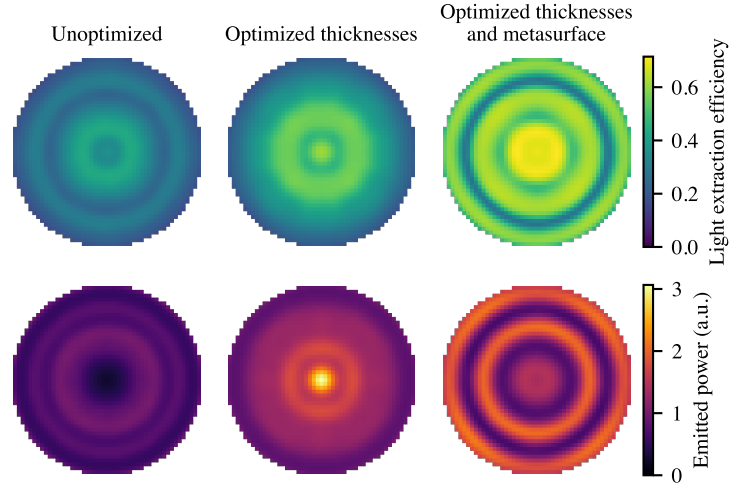 Unoptimized
Optimized thicknesses
Optimized thicknesses
and metasurface
0.6
0.4
0.2
0.0
Light extraction efficiency
3
2
1
0
Emitted power (a.u.)